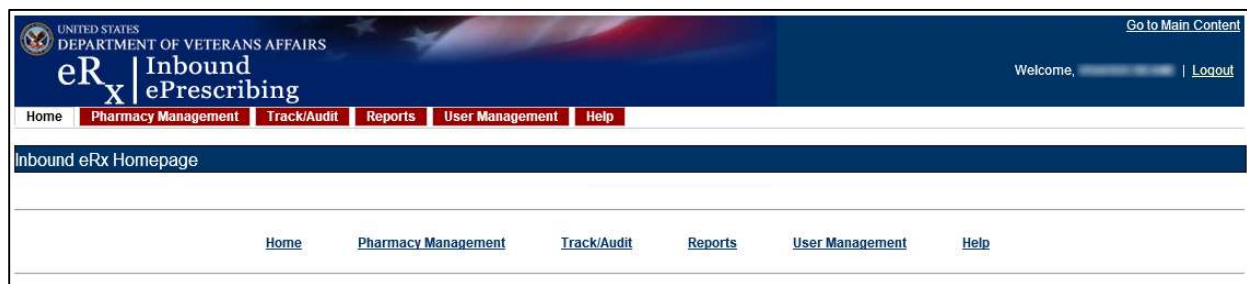 UNITED STATES
DEPARTMENT OF VETERANS AFFAIRS
eRx | Inbound
ePrescribing
Go to Main Content
Welcome, | Logout
Home Pharmacy Management Track/Audit Reports User Management Help
Inbound eRx Homepage
Home Pharmacy Management Track/Audit Reports User Management Help